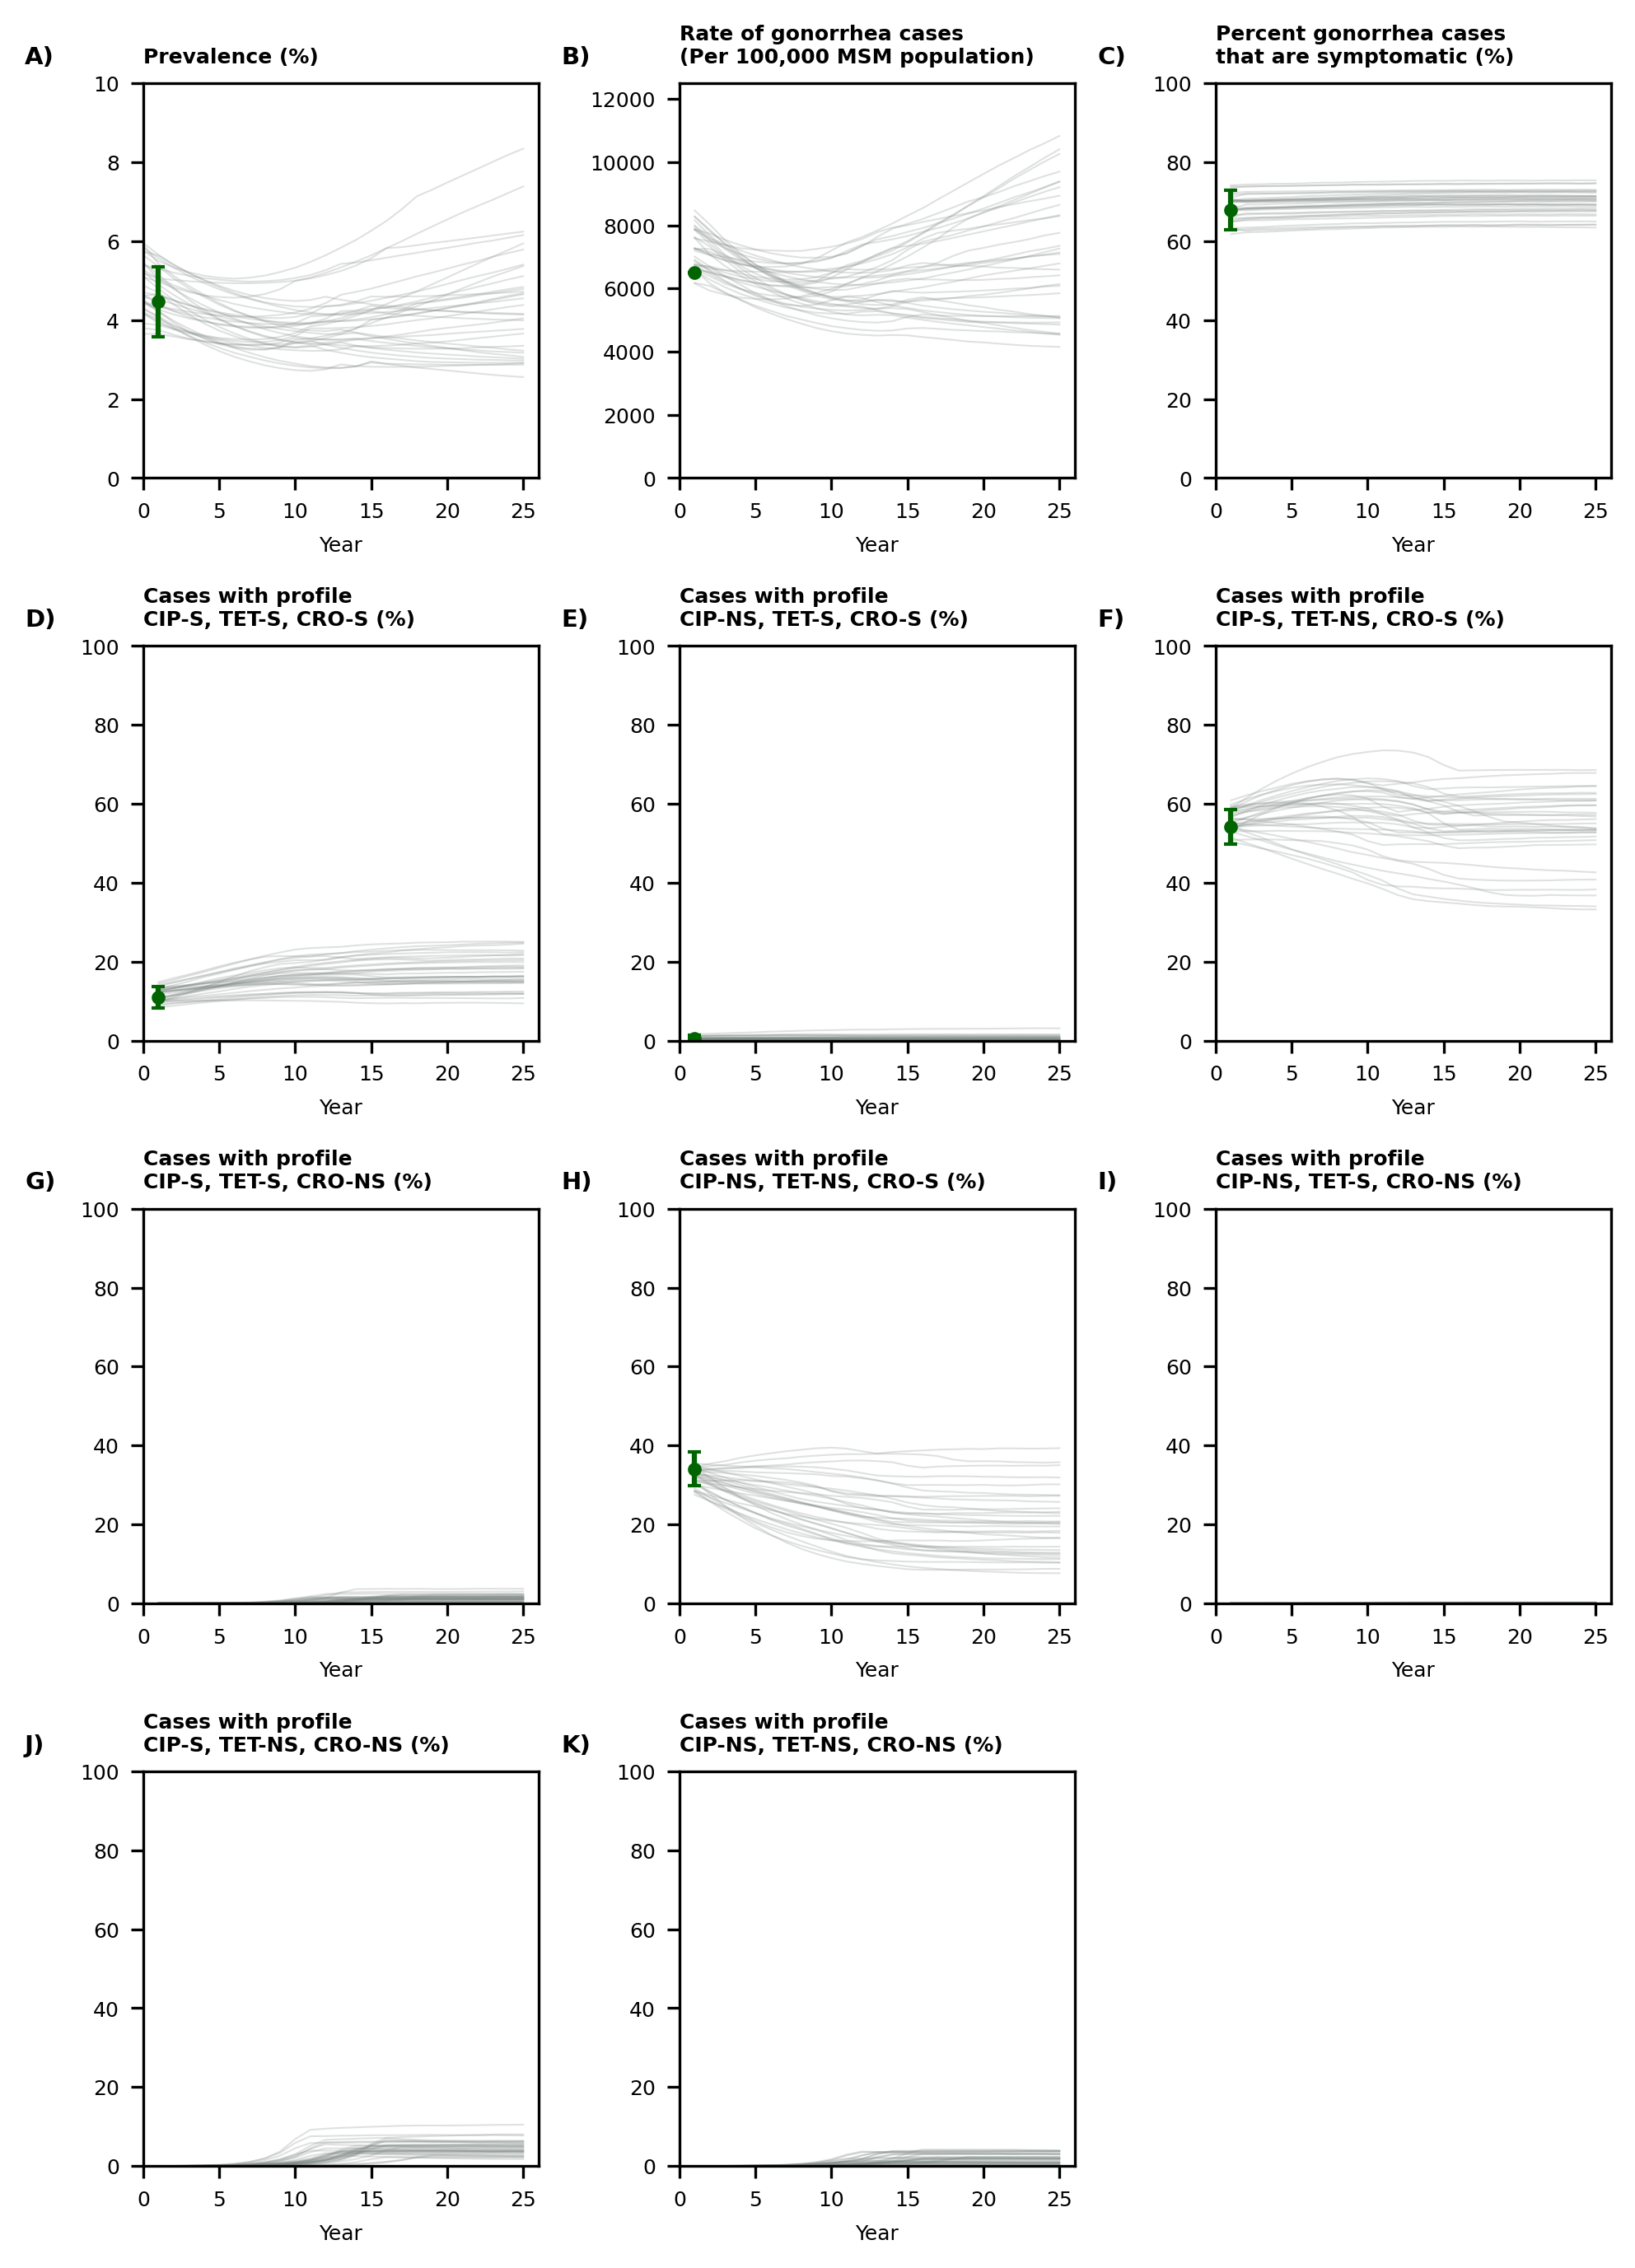 A)
Prevalence (%)
10
8
6
4
2
0
0 5 10 15 20 25
Year
B)
Rate of gonorrhea cases
(Per 100,000 MSM population)
12000
10000
8000
6000
4000
2000
0
0 5 10 15 20 25
Year
C)
Percent gonorrhea cases
that are symptomatic (%)
100
80
60
40
20
0
0 5 10 15 20 25
Year
D)
Cases with profile
CIP-S, TET-S, CRO-S (%)
100
80
60
40
20
0
0 5 10 15 20 25
Year
E)
Cases with profile
CIP-NS, TET-S, CRO-S (%)
100
80
60
40
20
0
0 5 10 15 20 25
Year
F)
Cases with profile
CIP-S, TET-NS, CRO-S (%)
100
80
60
40
20
0
0 5 10 15 20 25
Year
G)
Cases with profile
CIP-S, TET-S, CRO-NS (%)
100
80
60
40
20
0
0 5 10 15 20 25
Year
H)
Cases with profile
CIP-NS, TET-NS, CRO-S (%)
100
80
60
40
20
0
0 5 10 15 20 25
Year
I)
Cases with profile
CIP-NS, TET-S, CRO-NS (%)
100
80
60
40
20
0
0 5 10 15 20 25
Year
J)
Cases with profile
CIP-S, TET-NS, CRO-NS (%)
100
80
60
40
20
0
0 5 10 15 20 25
Year
K)
Cases with profile
CIP-NS, TET-NS, CRO-NS (%)
100
80
60
40
20
0
0 5 10 15 20 25
Year